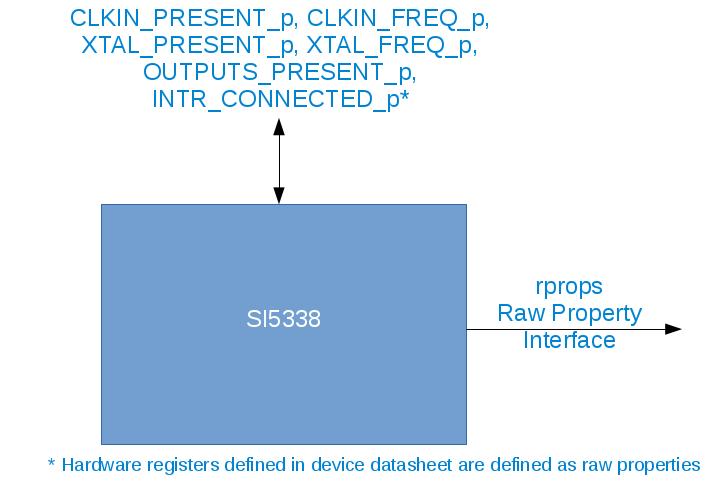 CLKIN_PRESENT_p, CLKIN_FREQ_p,
XTAL_PRESENT_p, XTAL_FREQ_p,
OUTPUTS_PRESENT_p,
INTR_CONNECTED_p*
SI5338
rprops
Raw Property
Interface
* Hardware registers defined in device datasheet are defined as raw properties